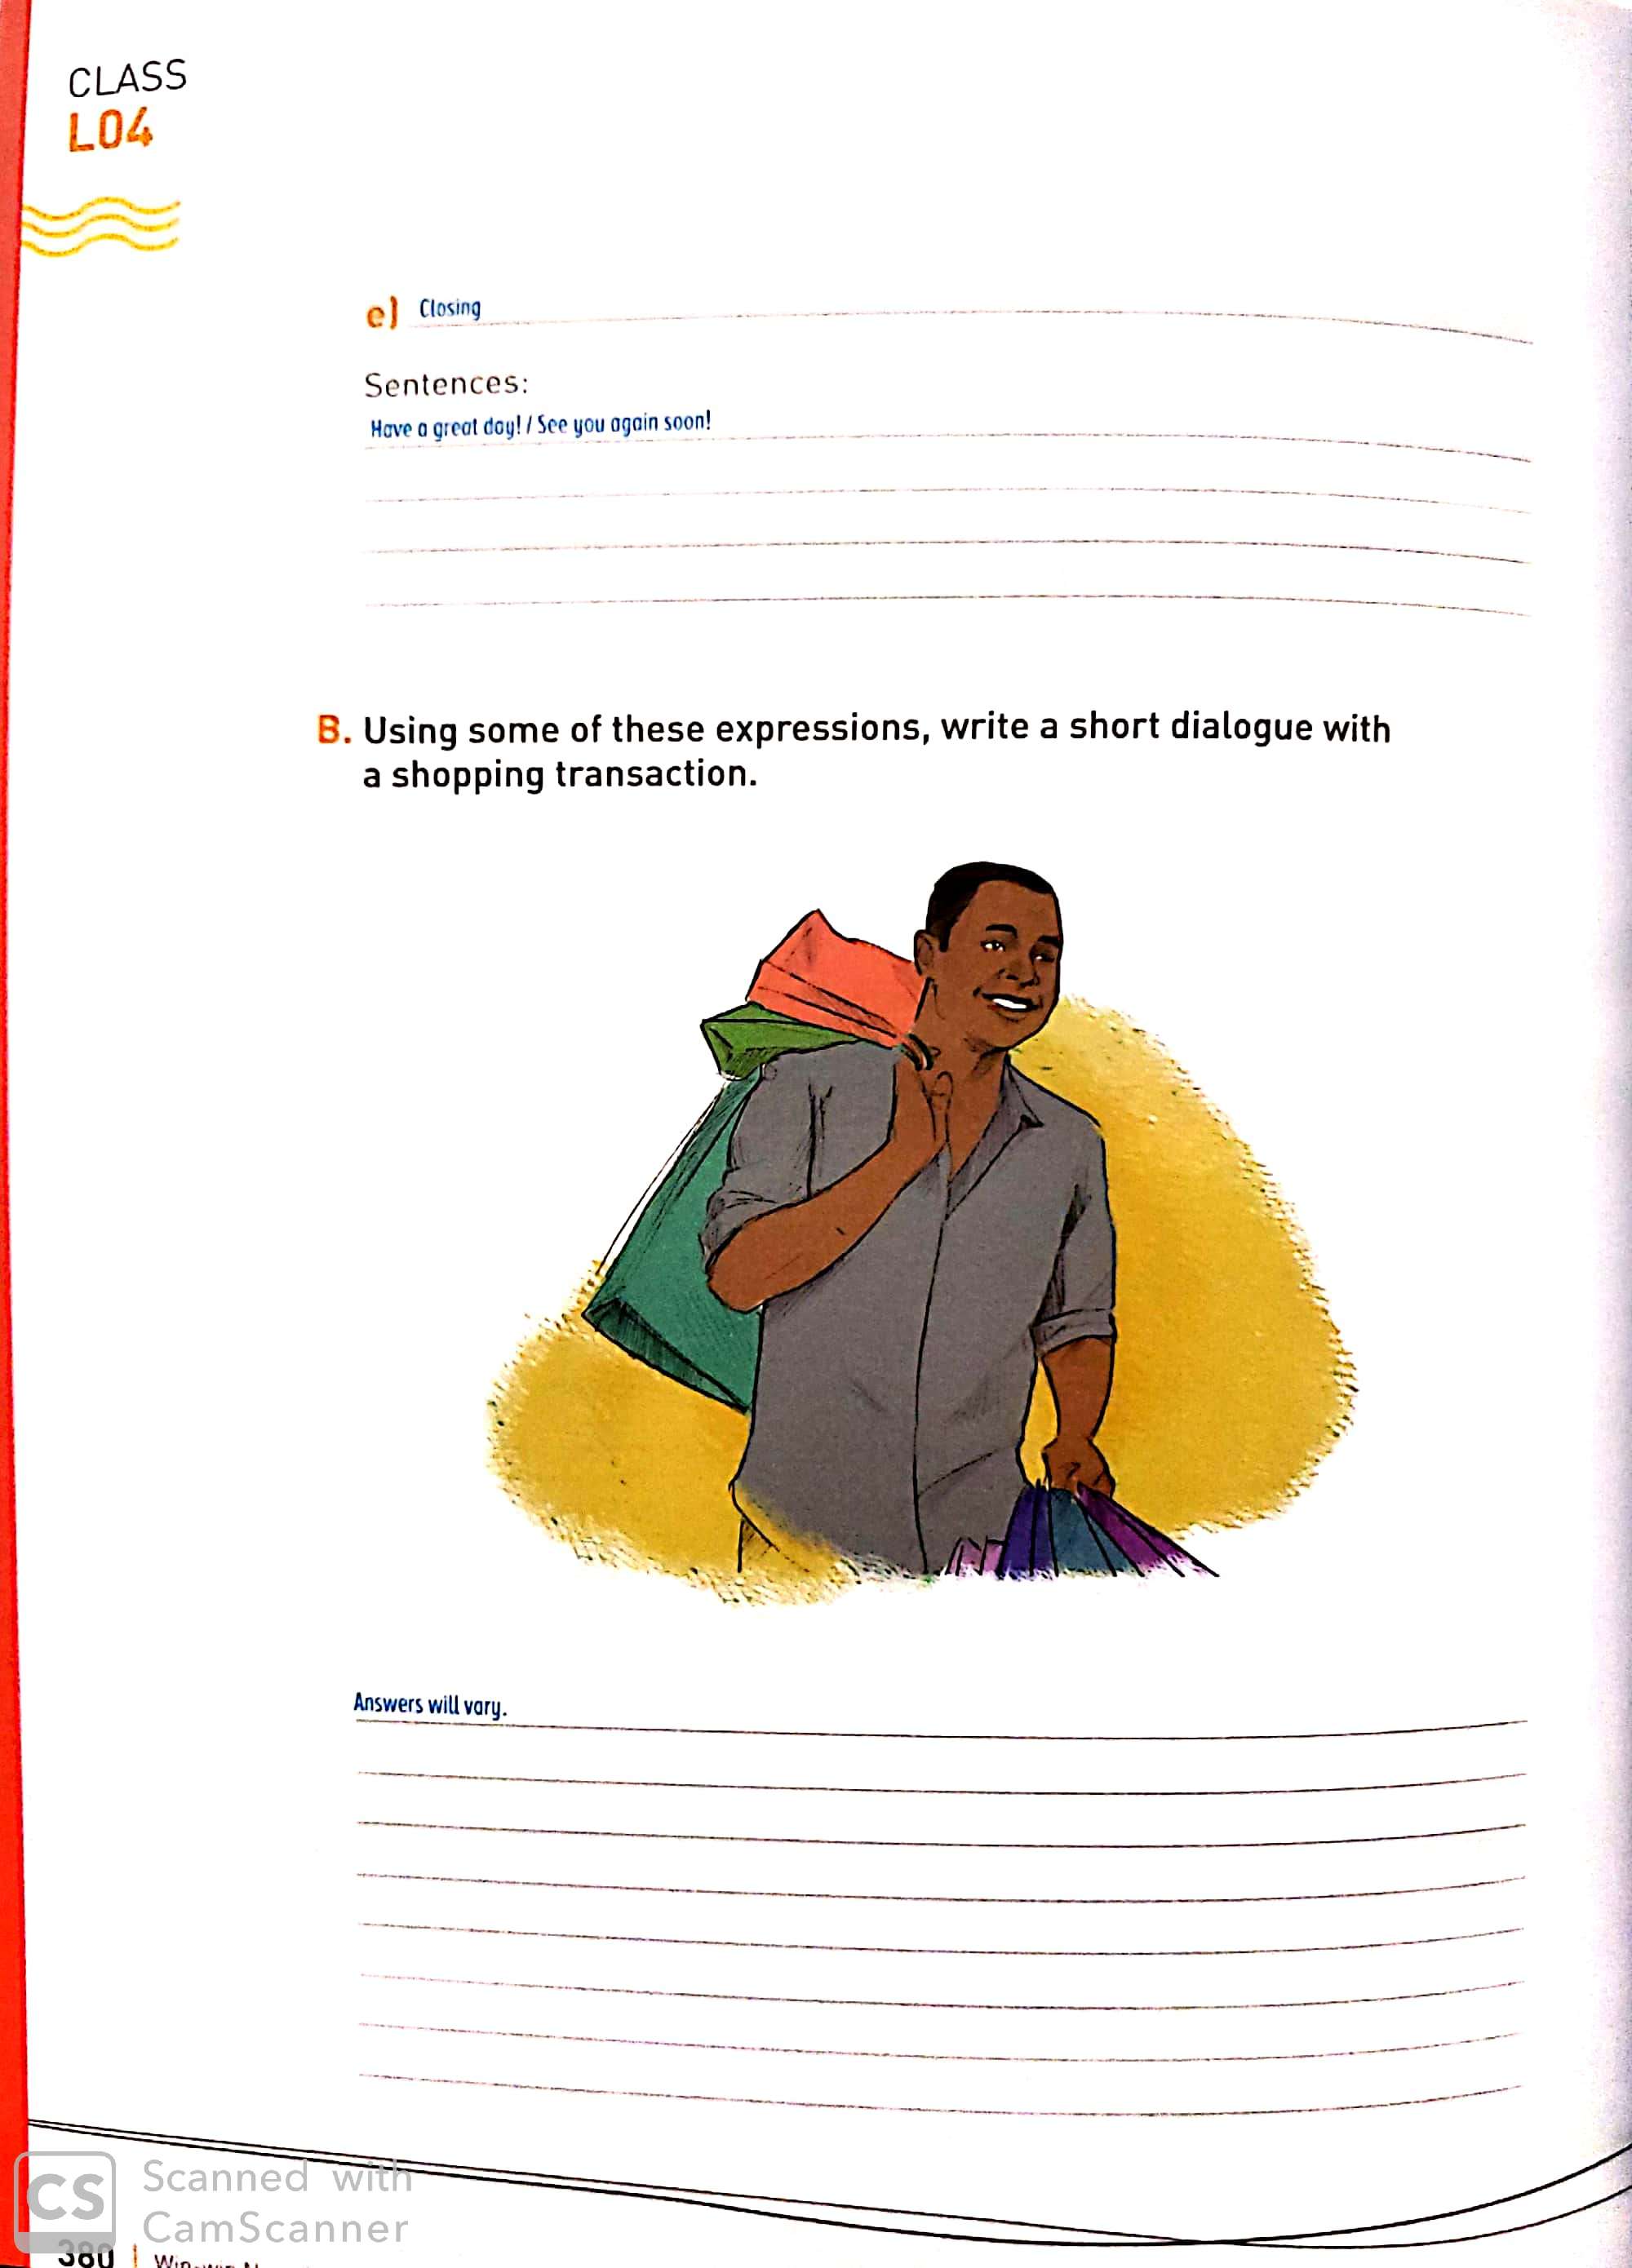 CLASS
L04
e) Closing
Sentences:
Have a great day! / See you again soon!
B. Using some of these expressions, write a short dialogue with
a shopping transaction.
Answers will vary.
CS
Scanned with
CamScanner
380 |